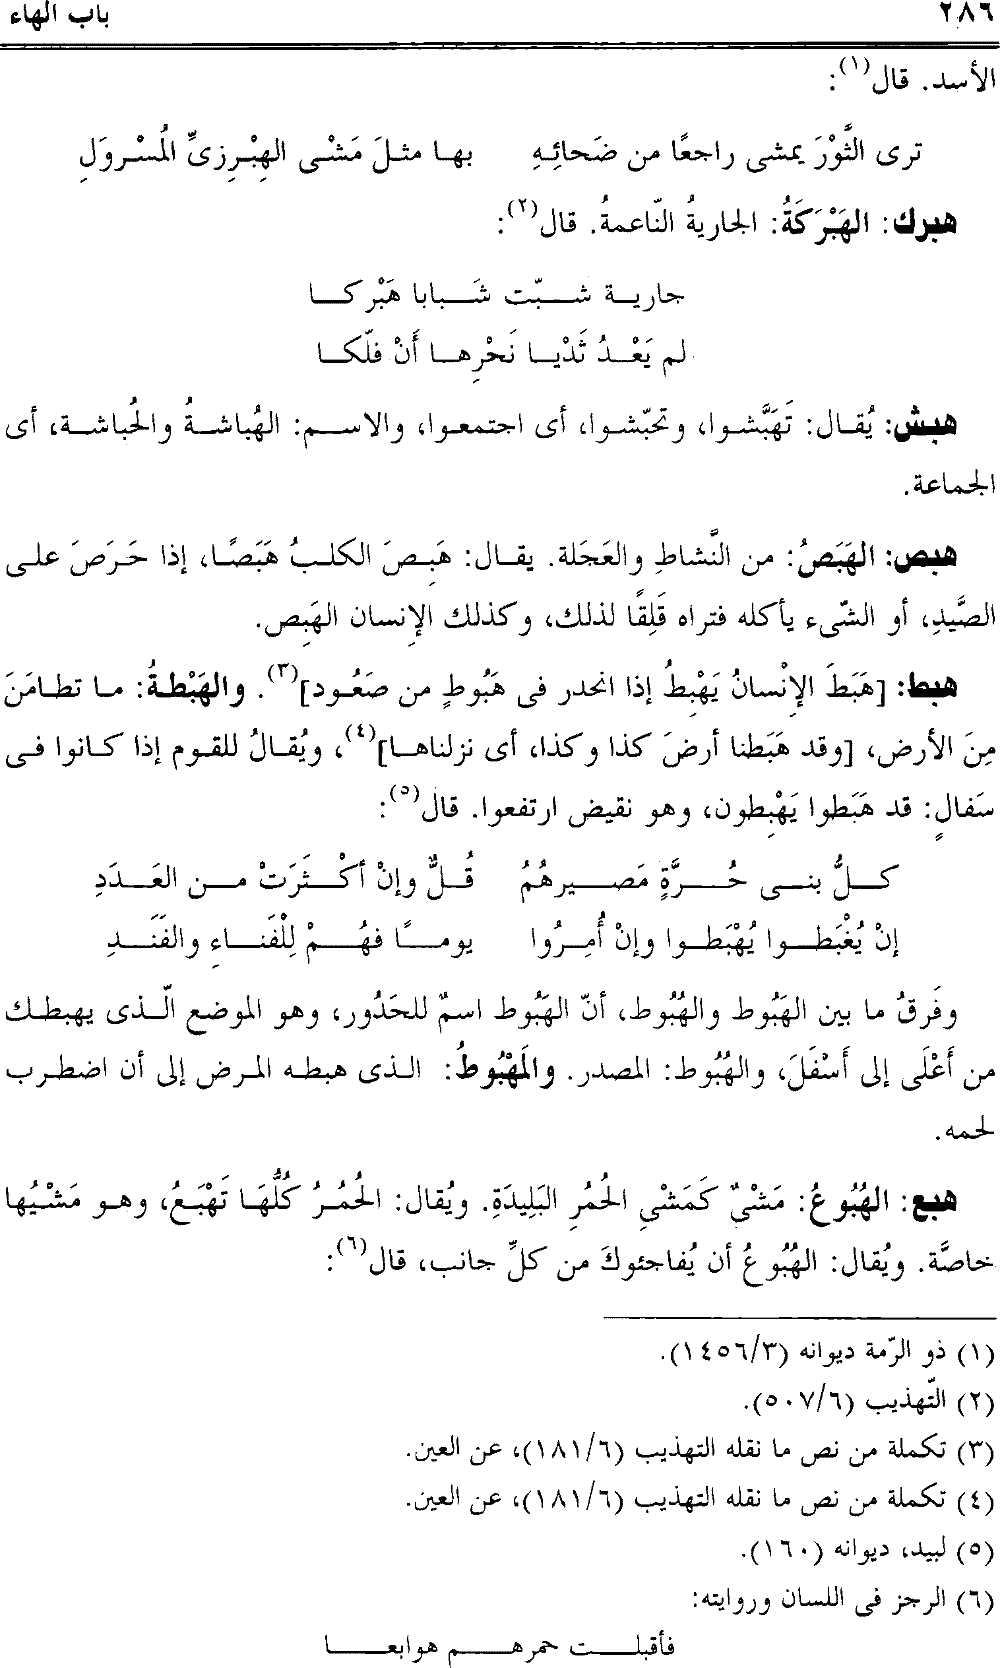 ٢٨٦ باب الهاء
الأسد. قال(١):
ترى الثَّوْرَ يمشى راجعًا من ضَحائِهِ بها مثلَ مَشْى الهِبْرِزىِّ المُسْرولَِ
هبرك: الهَبْرَكَةُ: الجاريةُ النّاعمةُ. قال(٢):
جارية شبّت شَبابا هَبْركا
لم يَعْدُ ثَدْيا نَحْرِها أَنْ فلّكا
هبش: يُقال: تَهَبَّشوا، وتحبّشوا، أى اجتمعوا، والاسم: الهُباشةُ والحُباشة، أى
الجماعة.
هبص: الهَبَصُ: من النَّشاطِ والعَجَلة. يقال: هَبِصَ الكلبُ هَبَصًا، إذا حَرَصَ على
الصَّيدِ، أو الشّىء يأكله فتراه قَلِقًا لذلك، وكذلك الإنسان الهَبِص.
هبط: [هَبَطَ الإنْسانُ يَهْبِطُ إذا انحدر فى هَبُوطٍ من صَعُود](٣). والهَبْطةُ: ما تطامَنَ
مِنَ الأرض، [وقد هَبَطنا أرضَ كذا وكذا، أى نزلناها](٤)، ويُقالُ للقوم إذا كانوا فى
سَفالٍ: قد هَبَطوا يَهْبِطون، وهو نقيض ارتفعوا. قال(٥):
كلُّ بنى حُرَّةٍ مَصيرهُمُ قُلٌّ وإنْ أكْثَرَتْ من العَدَدِ
إنْ يُغْبَطوا يُهْبَطوا وإنْ أُمِرُوا يومًا فهُمْ لِلْفَناءِ والفَنَدِ
وفَرقُ ما بين الهَبُوط والهُبُوط، أنّ الهَبُوط اسمٌ للحَدُور، وهو الموضع الّذى يهبطك
من أَعْلَى إلى أَسْفَلَ، والهُبُوط: المصدر. والمَهْبُوطُ: الذى هبطه المرض إلى أن اضطرب
لحمه.
هبع: الهُبُوعُ: مَشْىٌ كَمَشْىِ الحُمُرِ البَلِيدَةِ. ويُقال: الحُمُرُ كُلُّهَا تَهْبَعُ، وهو مَشْيُها
خاصَّة. ويُقال: الهُبُوعُ أن يُفاجئوكَ من كلِّ جانب، قال(٦):
(١) ذو الرّمة ديوانه (١٤٥٦/٣).
(٢) التّهذيب (٥٠٧/٦).
(٣) تكملة من نص ما نقله التهذيب (١٨١/٦)، عن العين.
(٤) تكملة من نص ما نقله التهذيب (١٨١/٦)، عن العين.
(٥) لبيد، ديوانه (١٦٠).
(٦) الرجز فى اللسان وروايته:
فأقبلت حمرهم هوابعا